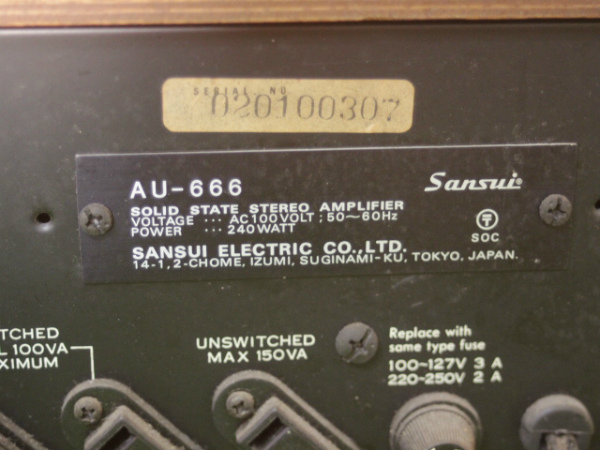 SERIAL NO
020100307
AU-666
Sansui
SOLID STATE STEREO AMPLIFIER
VOLTAGE ··· AC100VOLT : 50~60Hz
POWER ··· 240WATT
SOC
SANSUI ELECTRIC CO.,LTD.
14-1, 2-CHOME, IZUMI, SUGINAMI-KU, TOKYO, JAPAN.
UNSWITCHED
MAX 150VA
Replace with
same type fuse
100~127V 3 A
220~250V 2 A
100VA